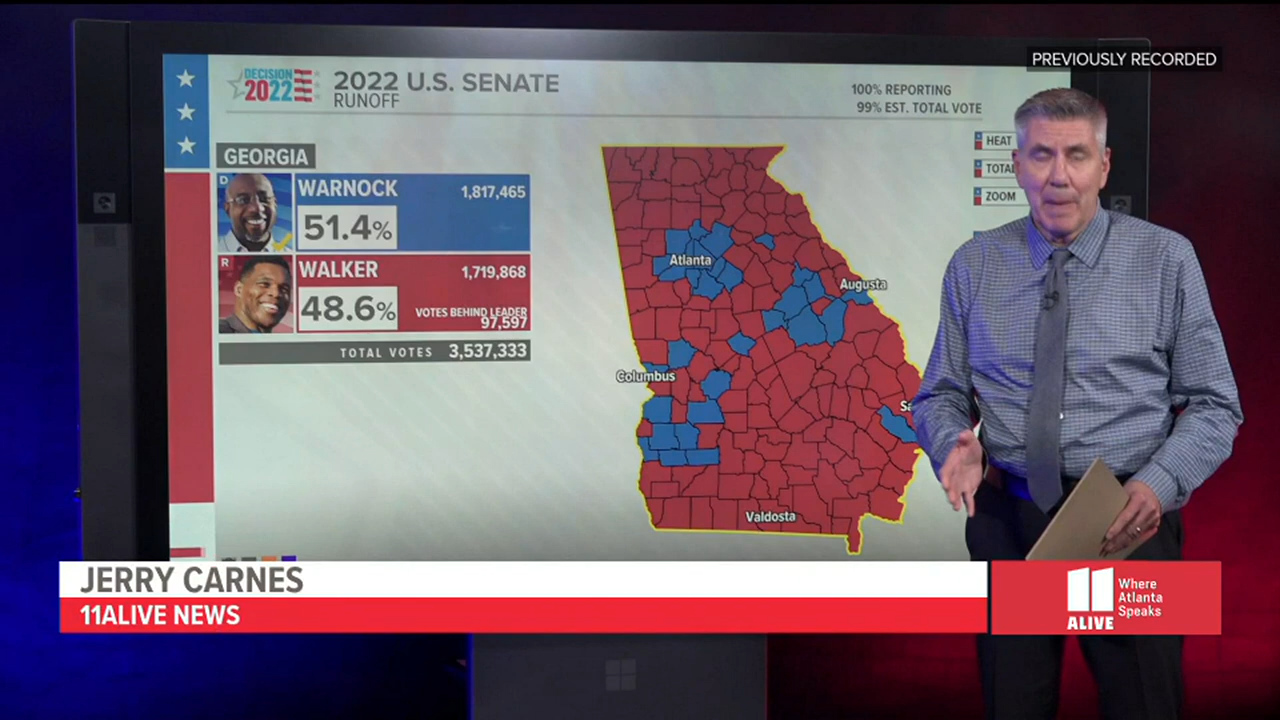 PREVIOUSLY RECORDED
DECISION
2022
2022 U.S. SENATE
RUNOFF
100% REPORTING
99% EST. TOTAL VOTE
HEAT
TOTAL
ZOOM
GEORGIA
D
WARNOCK
1,817,465
51.4%
R
WALKER
1,719,868
48.6%
VOTES BEHIND LEADER
97,597
TOTAL VOTES 3,537,333
Atlanta
Augusta
Columbus
Sa
Valdosta
JERRY CARNES
11ALIVE NEWS
11
ALIVE
Where
Atlanta
Speaks